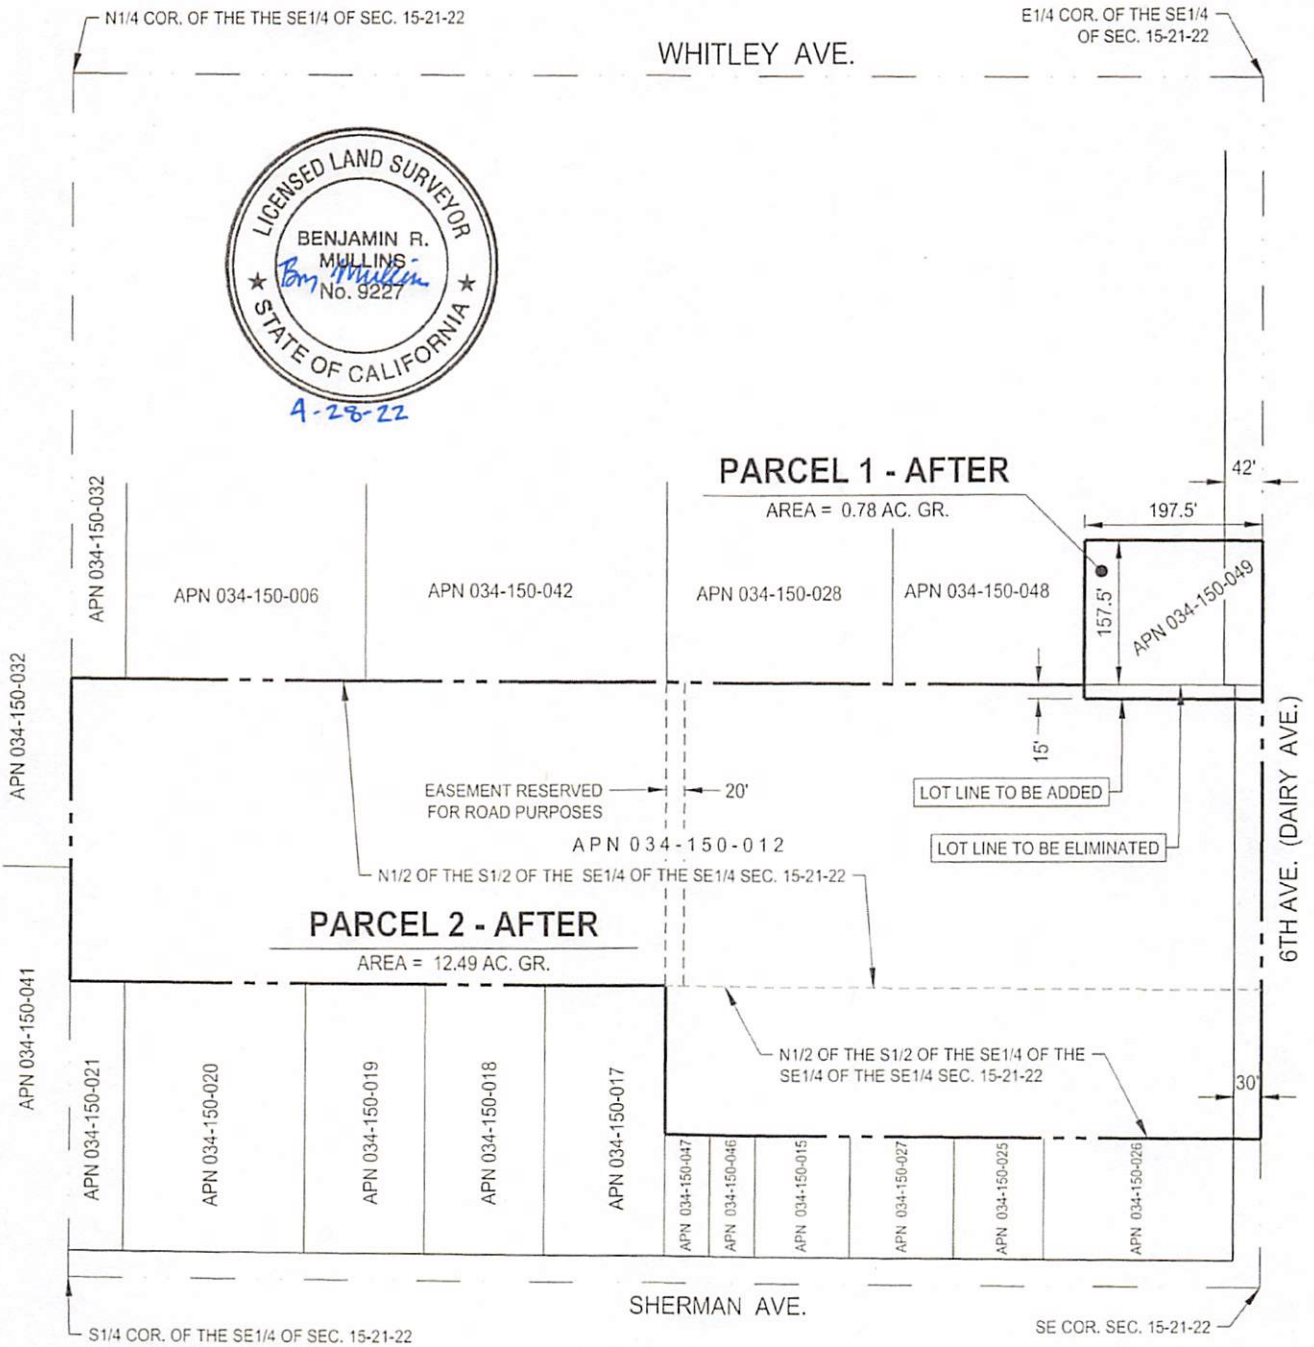 N1/4 COR. OF THE THE SE1/4 OF SEC. 15-21-22
E1/4 COR. OF THE SE1/4
OF SEC. 15-21-22
WHITLEY AVE.
LICENSED LAND SURVEYOR
BENJAMIN R.
MULLINS
Ben Mullins
No. 9227
STATE OF CALIFORNIA
4-28-22
PARCEL 1 - AFTER
AREA = 0.78 AC. GR.
42'
197.5'
157.5'
APN 034-150-049
APN 034-150-032
APN 034-150-006
APN 034-150-042
APN 034-150-028
APN 034-150-048
APN 034-150-032
15'
EASEMENT RESERVED
FOR ROAD PURPOSES
20'
LOT LINE TO BE ADDED
LOT LINE TO BE ELIMINATED
6TH AVE. (DAIRY AVE.)
APN 034-150-012
N1/2 OF THE S1/2 OF THE SE1/4 OF THE SE1/4 SEC. 15-21-22
PARCEL 2 - AFTER
AREA = 12.49 AC. GR.
APN 034-150-041
N1/2 OF THE S1/2 OF THE SE1/4 OF THE
SE1/4 OF THE SE1/4 SEC. 15-21-22
30'
APN 034-150-021
APN 034-150-020
APN 034-150-019
APN 034-150-018
APN 034-150-017
APN 034-150-047
APN 034-150-046
APN 034-150-015
APN 034-150-027
APN 034-150-025
APN 034-150-026
SHERMAN AVE.
S1/4 COR. OF THE SE1/4 OF SEC. 15-21-22
SE COR. SEC. 15-21-22